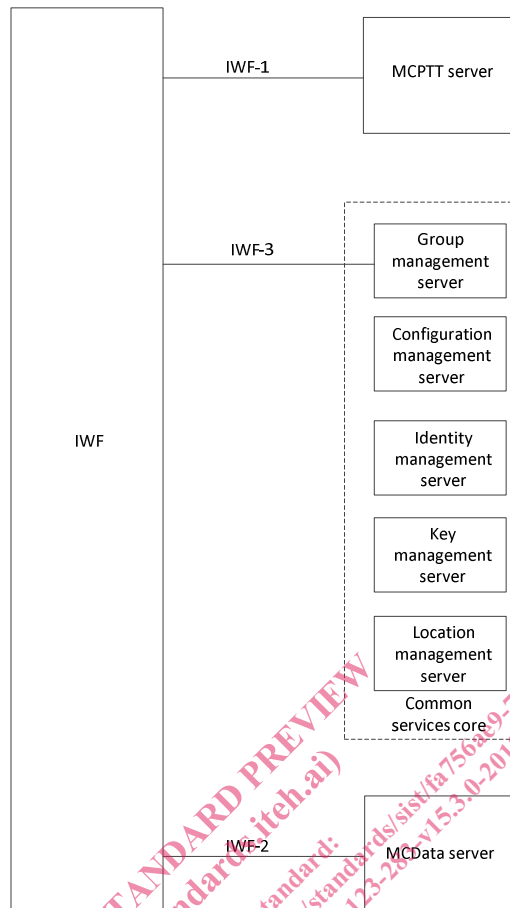 IWF-1
MCPTT server
IWF-3
Group
management
server
Configuration
management
server
IWF
Identity
management
server
Key
management
server
Location
management
server
Common
services core
IWF-2
MCData server
STANDARD PREVIEW
(standards.iteh.ai)